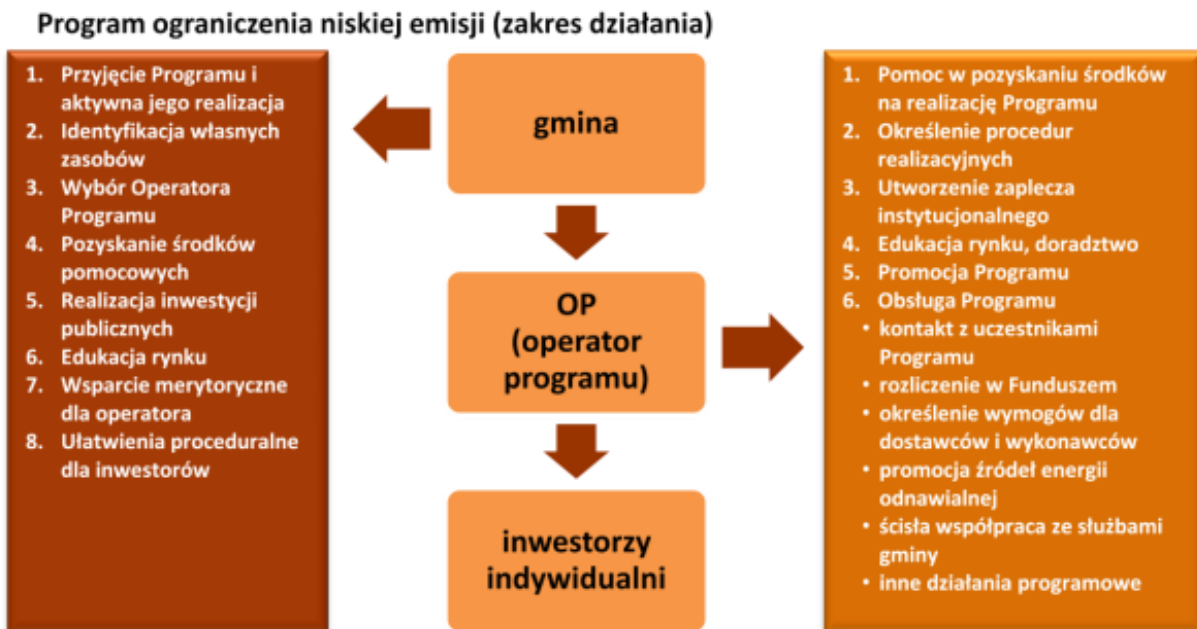 Program ograniczenia niskiej emisji (zakres działania)
1. Przyjęcie Programu i
aktywna jego realizacja
2. Identyfikacja własnych
zasobów
3. Wybór Operatora
Programu
4. Pozyskanie środków
pomocowych
5. Realizacja inwestycji
publicznych
6. Edukacja rynku
7. Wsparcie merytoryczne
dla operatora
8. Ułatwienia proceduralne
dla inwestorów
gmina
OP
(operator
programu)
inwestorzy
indywidualni
1. Pomoc w pozyskaniu środków
na realizację Programu
2. Określenie procedur
realizacyjnych
3. Utworzenie zaplecza
instytucjonalnego
4. Edukacja rynku, doradztwo
5. Promocja Programu
6. Obsługa Programu
• kontakt z uczestnikami
Programu
• rozliczenie w Funduszem
• określenie wymogów dla
dostawców i wykonawców
• promocja źródeł energii
odnawialnej
• ścisła współpraca ze służbami
gminy
• inne działania programowe